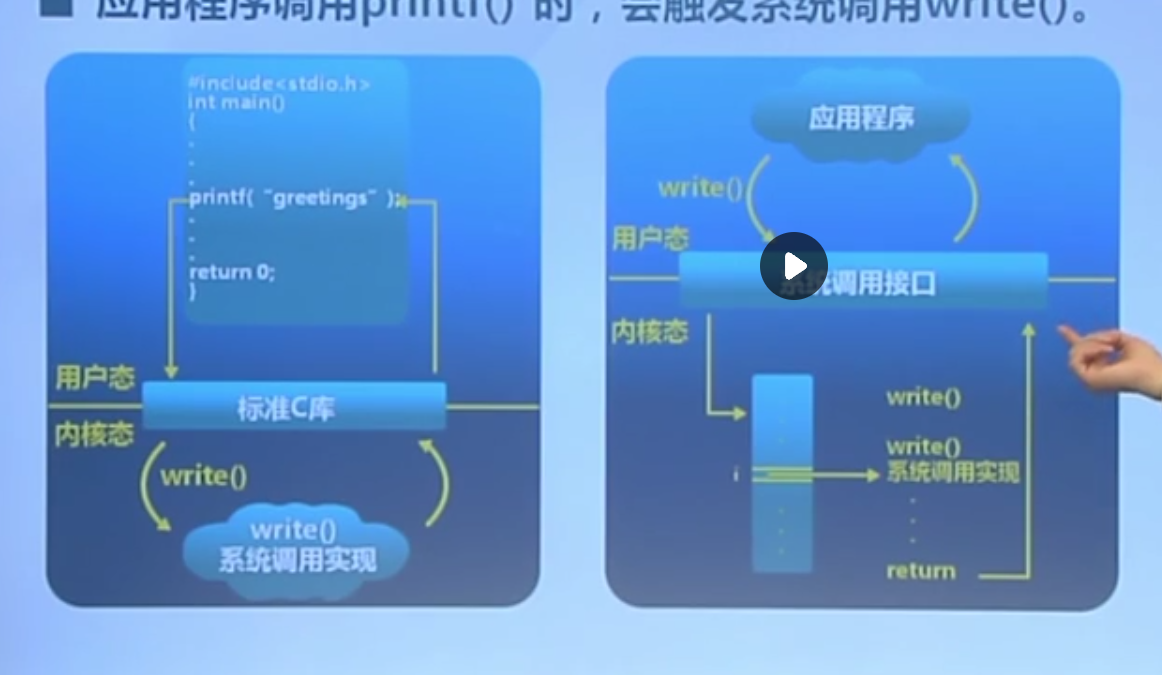 ■ 应用程序调用printf() 时，会触发系统调用write()。
#include<stdio.h>
int main()
{
.
.
.
printf( "greetings" );
.
.
.
return 0;
}
用户态
标准C库
内核态
write()
write()
系统调用实现
应用程序
write()
用户态
系统调用接口
内核态
write()
i
write()
系统调用实现
.
.
.
return